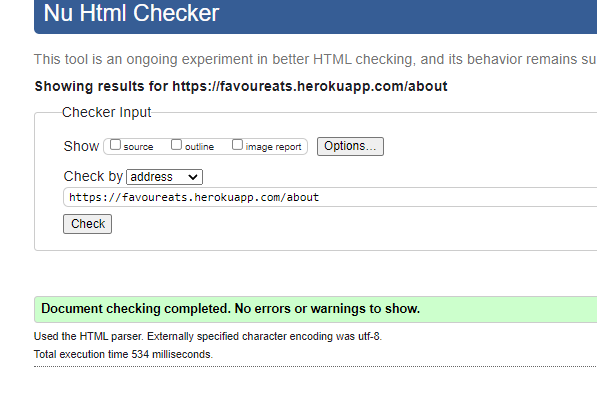 Nu Html Checker
This tool is an ongoing experiment in better HTML checking, and its behavior remains su
Showing results for https://favoureats.herokuapp.com/about
Checker Input
Show source outline image report Options...
Check by address
https://favoureats.herokuapp.com/about
Check
Document checking completed. No errors or warnings to show.
Used the HTML parser. Externally specified character encoding was utf-8.
Total execution time 534 milliseconds.